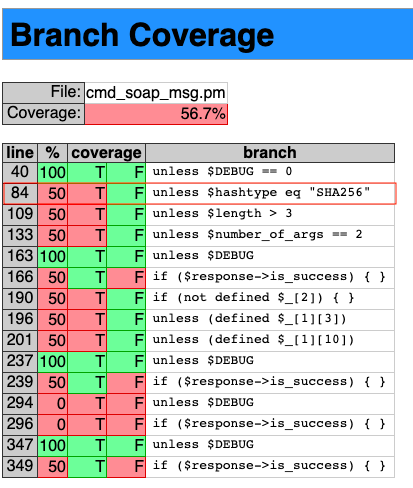 Branch Coverage
File: cmd_soap_msg.pm
Coverage: 56.7%
line % coverage branch
40 100 T F unless $DEBUG == 0
84 50 T F unless $hashtype eq "SHA256"
109 50 T F unless $length > 3
133 50 T F unless $number_of_args == 2
163 100 T F unless $DEBUG
166 50 T F if ($response->is_success) { }
190 50 T F if (not defined $_[2]) { }
196 50 T F unless (defined $_[1][3])
201 50 T F unless (defined $_[1][10])
237 100 T F unless $DEBUG
239 50 T F if ($response->is_success) { }
294 0 T F unless $DEBUG
296 0 T F if ($response->is_success) { }
347 100 T F unless $DEBUG
349 50 T F if ($response->is_success) { }